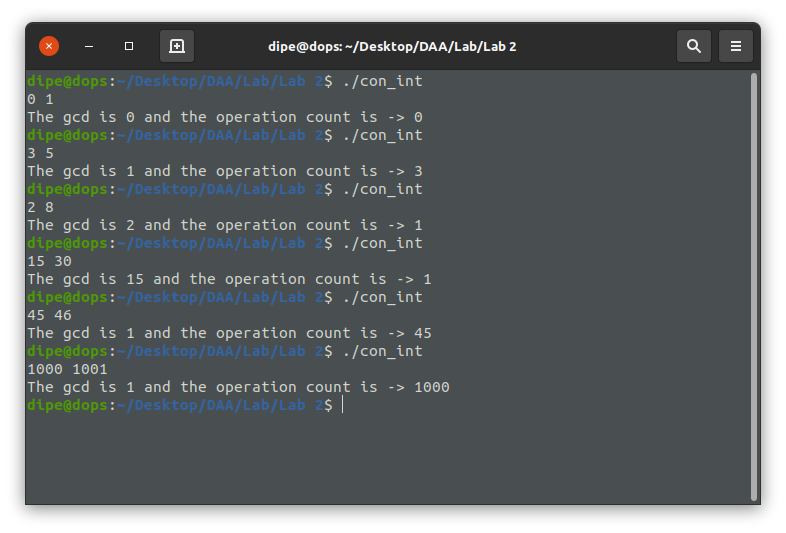 dipe@dops: ~/Desktop/DAA/Lab/Lab 2
dipe@dops:~/Desktop/DAA/Lab/Lab 2$ ./con_int
0 1
The gcd is 0 and the operation count is -> 0
dipe@dops:~/Desktop/DAA/Lab/Lab 2$ ./con_int
3 5
The gcd is 1 and the operation count is -> 3
dipe@dops:~/Desktop/DAA/Lab/Lab 2$ ./con_int
2 8
The gcd is 2 and the operation count is -> 1
dipe@dops:~/Desktop/DAA/Lab/Lab 2$ ./con_int
15 30
The gcd is 15 and the operation count is -> 1
dipe@dops:~/Desktop/DAA/Lab/Lab 2$ ./con_int
45 46
The gcd is 1 and the operation count is -> 45
dipe@dops:~/Desktop/DAA/Lab/Lab 2$ ./con_int
1000 1001
The gcd is 1 and the operation count is -> 1000
dipe@dops:~/Desktop/DAA/Lab/Lab 2$